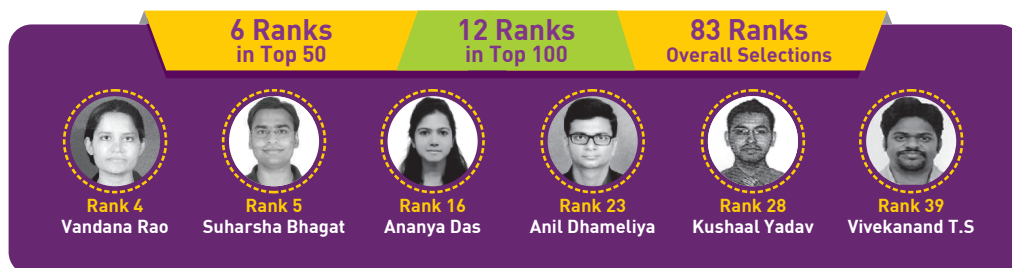 6 Ranks
in Top 50
12 Ranks
in Top 100
83 Ranks
Overall Selections
Rank 4
Vandana Rao
Rank 5
Suharsha Bhagat
Rank 16
Ananya Das
Rank 23
Anil Dhameliya
Rank 28
Kushaal Yadav
Rank 39
Vivekanand T.S